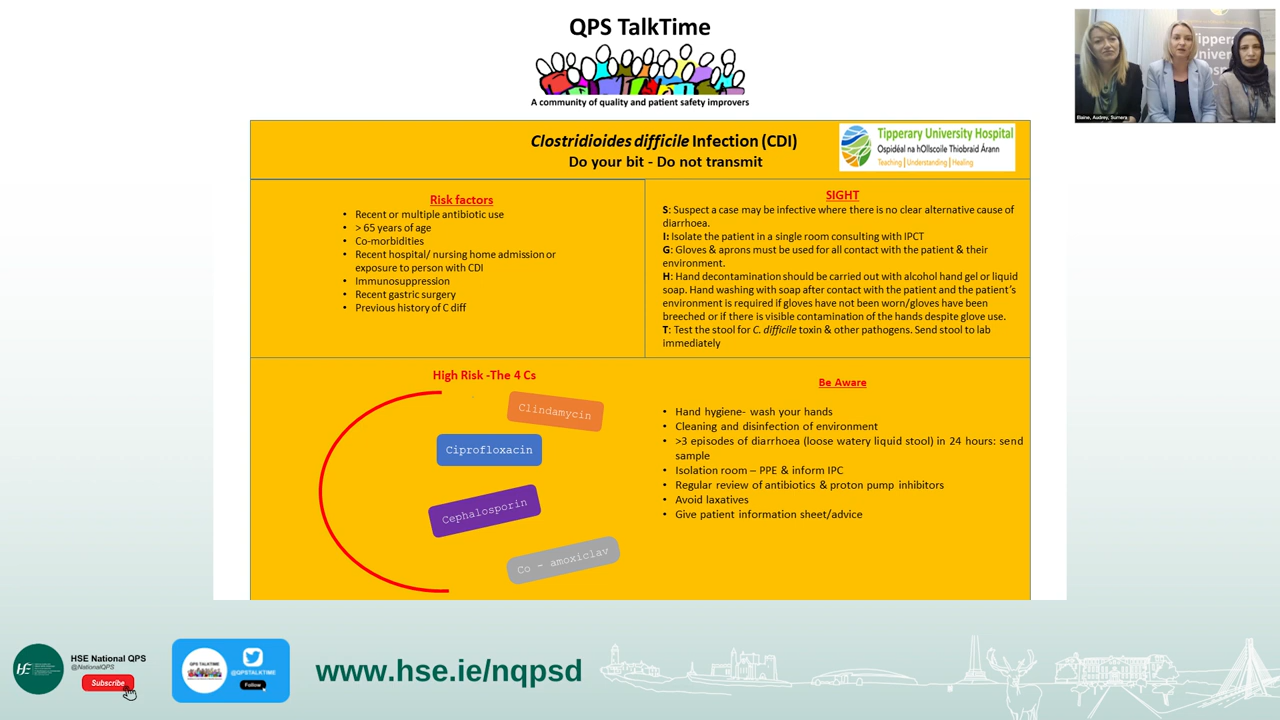 QPS TalkTime
A community of quality and patient safety improvers
Elaine, Audrey, Sumera
Clostridioides difficile Infection (CDI)
Do your bit - Do not transmit
Tipperary University Hospital
Ospidéal na hOllscoile Thiobraid Árann
Teaching | Understanding | Healing
Risk factors
• Recent or multiple antibiotic use
• > 65 years of age
• Co-morbidities
• Recent hospital/ nursing home admission or
exposure to person with CDI
• Immunosuppression
• Recent gastric surgery
• Previous history of C diff
SIGHT
S: Suspect a case may be infective where there is no clear alternative cause of
diarrhoea.
I: Isolate the patient in a single room consulting with IPCT
G: Gloves & aprons must be used for all contact with the patient & their
environment.
H: Hand decontamination should be carried out with alcohol hand gel or liquid
soap. Hand washing with soap after contact with the patient and the patient's
environment is required if gloves have not been worn/gloves have been
breeched or if there is visible contamination of the hands despite glove use.
T: Test the stool for C. difficile toxin & other pathogens. Send stool to lab
immediately
High Risk -The 4 Cs
Clindamycin
Ciprofloxacin
Cephalosporin
Co - amoxiclav
Be Aware
• Hand hygiene- wash your hands
• Cleaning and disinfection of environment
• >3 episodes of diarrhoea (loose watery liquid stool) in 24 hours: send
sample
• Isolation room – PPE & inform IPC
• Regular review of antibiotics & proton pump inhibitors
• Avoid laxatives
• Give patient information sheet/advice
HSE National QPS
@NationalQPS
Subscribe
QPS TALKTIME
@QPSTALKTIME
Follow
www.hse.ie/nqpsd